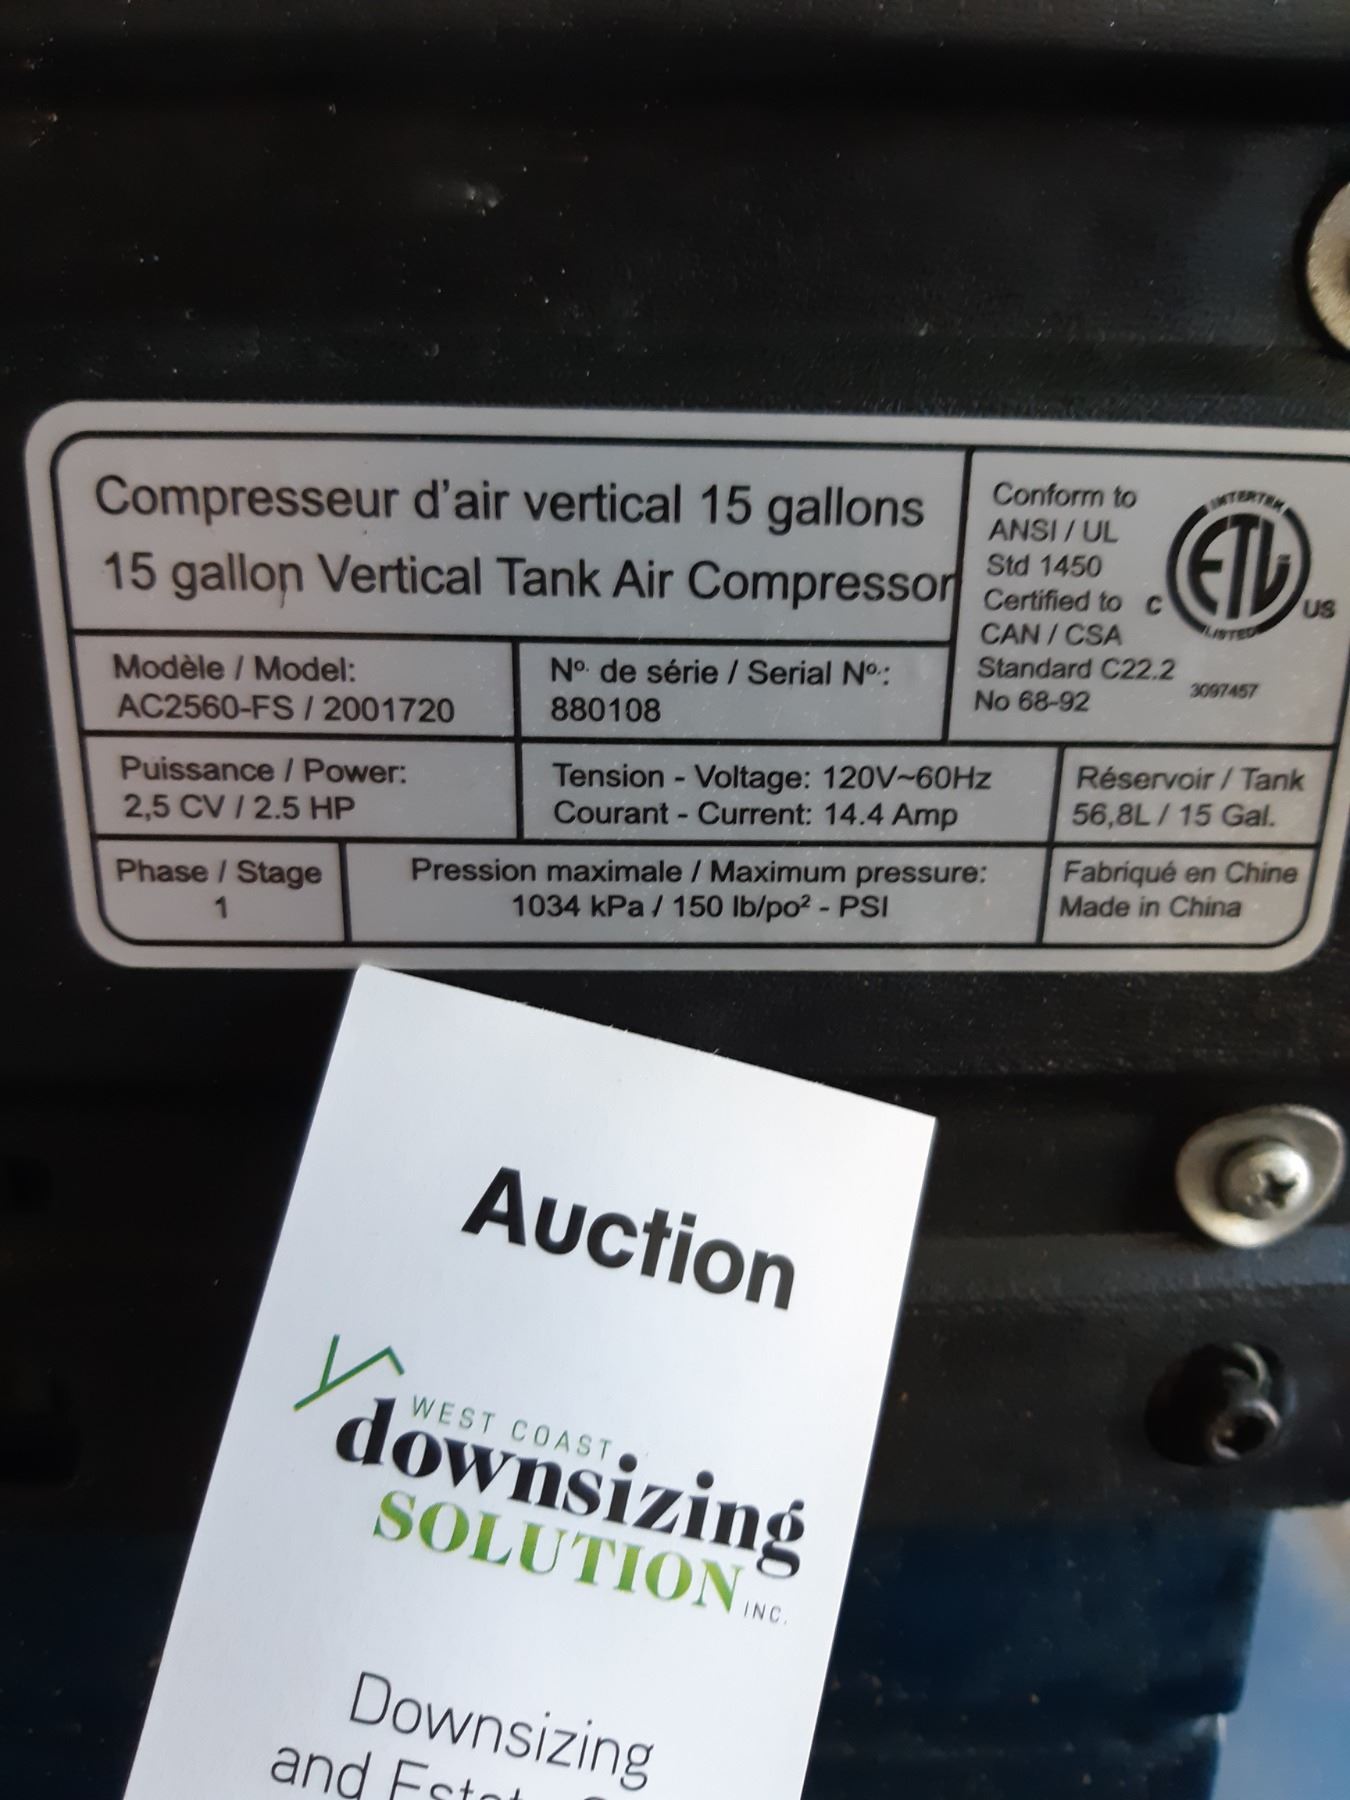 Compresseur d'air vertical 15 gallons
15 gallon Vertical Tank Air Compressor
Conform to
ANSI / UL
Std 1450
Certified to
CAN / CSA
Standard C22.2
No 68-92
INTERTEK
ETL
LISTED
C
US
3097457
Modèle / Model:
AC2560-FS / 2001720
Nº. de série / Serial Nº.:
880108
Puissance / Power:
2,5 CV / 2.5 HP
Tension - Voltage: 120V~60Hz
Courant - Current: 14.4 Amp
Réservoir / Tank
56,8L / 15 Gal.
Phase / Stage
1
Pression maximale / Maximum pressure:
1034 kPa / 150 lb/po² - PSI
Fabriqué en Chine
Made in China
Auction
WEST COAST
downsizing
SOLUTION INC.
Downsizing
and